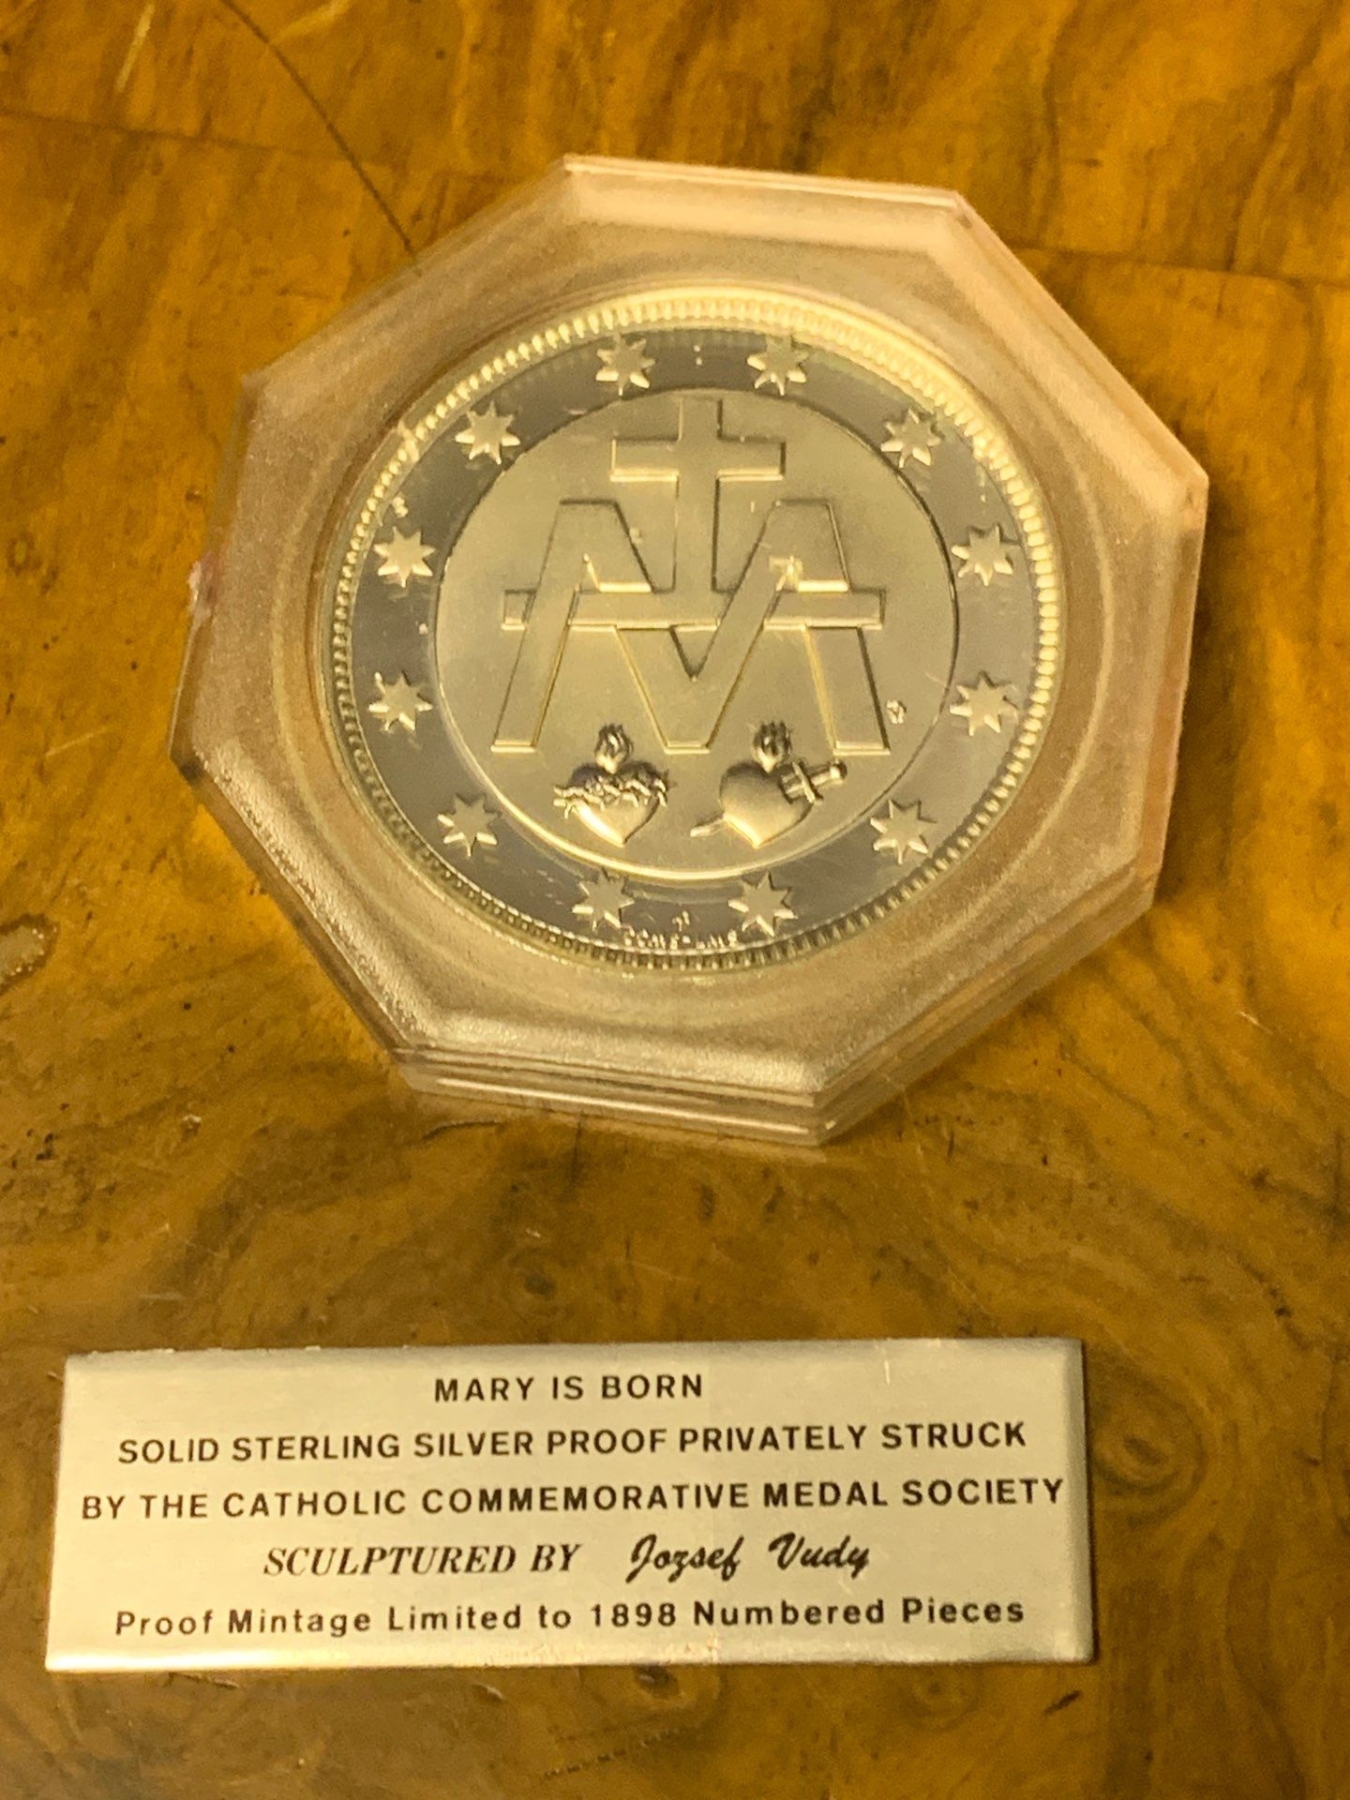 MARY IS BORN
SOLID STERLING SILVER PROOF PRIVATELY STRUCK
BY THE CATHOLIC COMMEMORATIVE MEDAL SOCIETY
SCULPTURED BY Jozsef Vudy
Proof Mintage Limited to 1898 Numbered Pieces